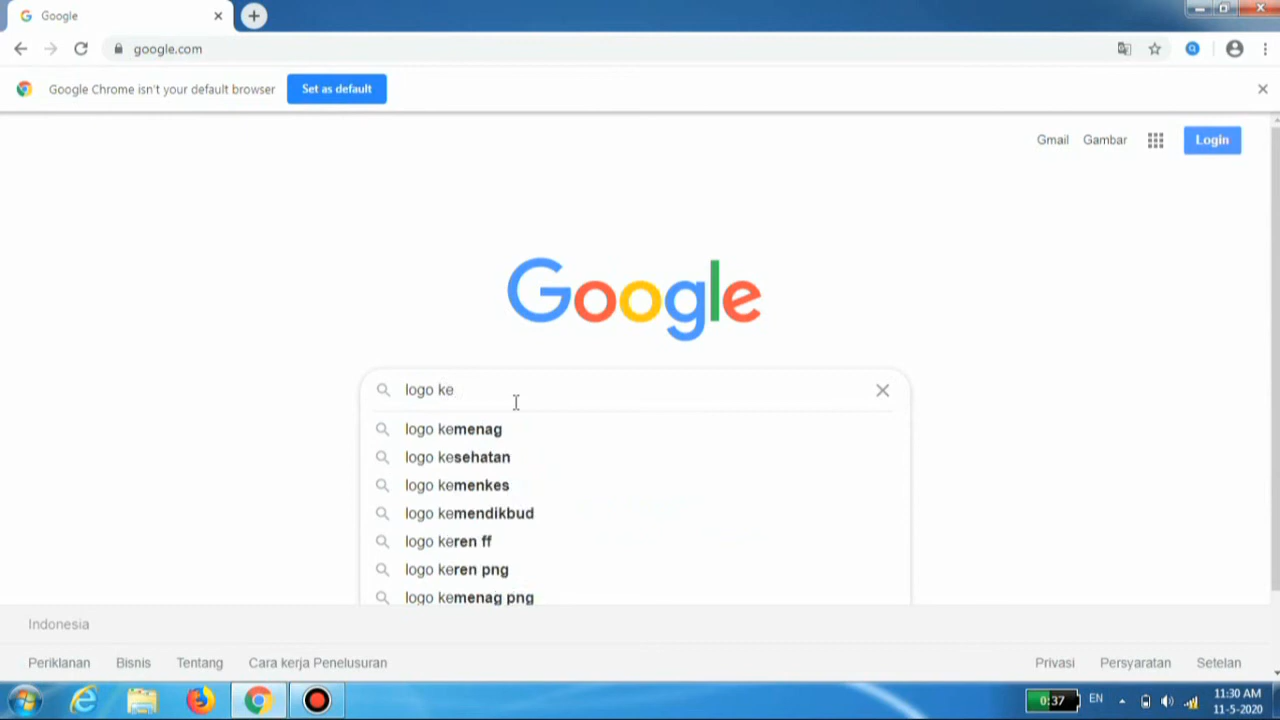 Google
google.com
Google Chrome isn't your default browser
Set as default
Gmail
Gambar
Login
Google
logo ke
logo kemenag
logo kesehatan
logo kemenkes
logo kemendikbud
logo keren ff
logo keren png
logo kemenag png
Indonesia
Periklanan
Bisnis
Tentang
Cara kerja Penelusuran
Privasi
Persyaratan
Setelan
0:37
EN
11:30 AM
11-5-2020